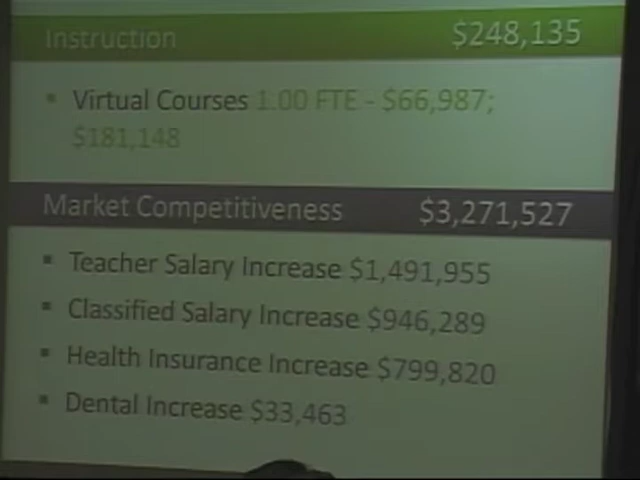 Instruction $248,135
▪ Virtual Courses 1.00 FTE - $66,987;
$181,148
Market Competitiveness $3,271,527
▪ Teacher Salary Increase $1,491,955
▪ Classified Salary Increase $946,289
▪ Health Insurance Increase $799,820
▪ Dental Increase $33,463